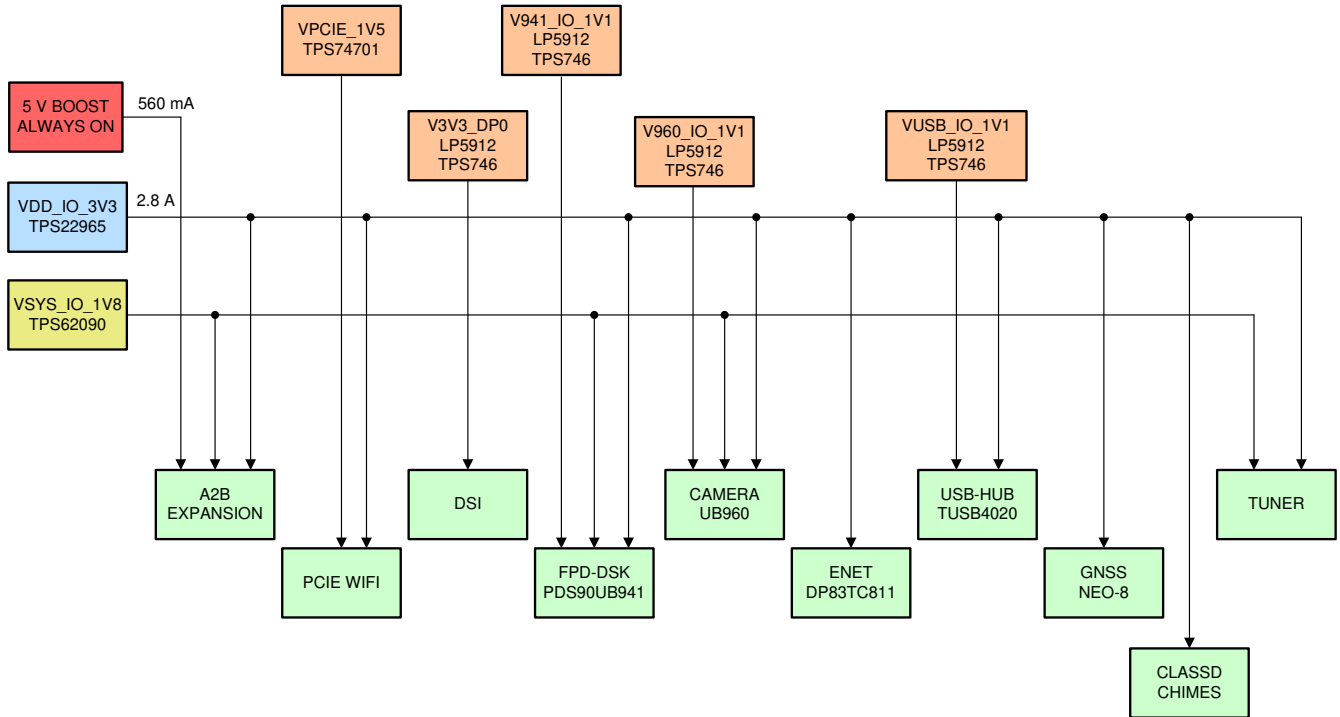 VPCIE_1V5
TPS74701
V941_IO_1V1
LP5912
TPS746
5 V BOOST
ALWAYS ON
560 mA
V3V3_DP0
LP5912
TPS746
V960_IO_1V1
LP5912
TPS746
VUSB_IO_1V1
LP5912
TPS746
VDD_IO_3V3
TPS22965
2.8 A
VSYS_IO_1V8
TPS62090
A2B
EXPANSION
DSI
CAMERA
UB960
USB-HUB
TUSB4020
TUNER
PCIE WIFI
FPD-DSK
PDS90UB941
ENET
DP83TC811
GNSS
NEO-8
CLASSD
CHIMES